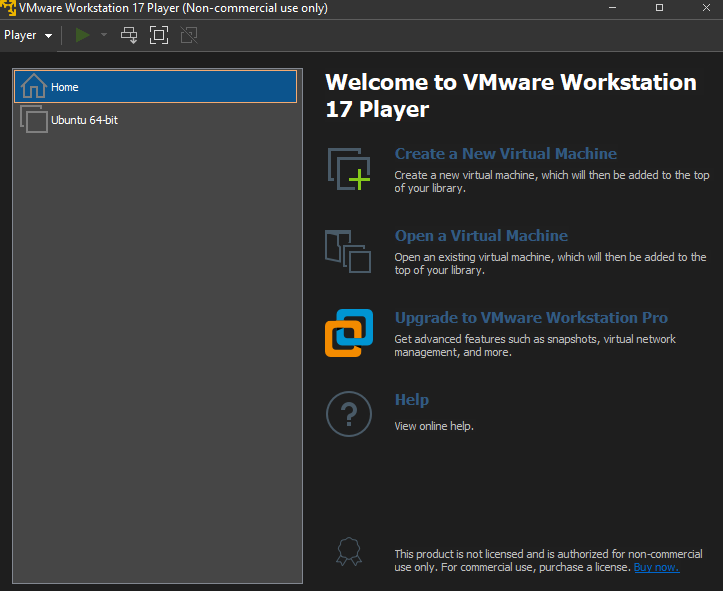 VMware Workstation 17 Player (Non-commercial use only)
Player
Home
Ubuntu 64-bit
Welcome to VMware Workstation
17 Player
Create a New Virtual Machine
Create a new virtual machine, which will then be added to the top
of your library.
Open a Virtual Machine
Open an existing virtual machine, which will then be added to the
top of your library.
Upgrade to VMware Workstation Pro
Get advanced features such as snapshots, virtual network
management, and more.
Help
View online help.
This product is not licensed and is authorized for non-commercial
use only. For commercial use, purchase a license. Buy now.